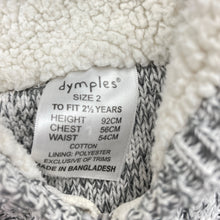 dymples®
SIZE 2
TO FIT 2½ YEARS
HEIGHT 92CM
CHEST 56CM
WAIST 54CM
COTTON
LINING: POLYESTER
EXCLUSIVE OF TRIMS
MADE IN BANGLADESH